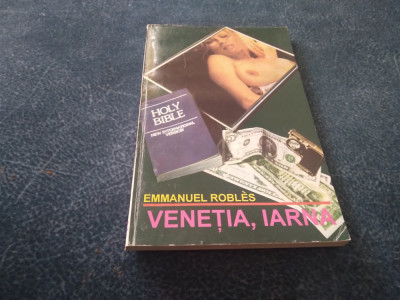 HOLY
BIBLE
NEW INTERNATIONAL
VERSION
EMMANUEL ROBLÈS
VENEȚIA, IARNA